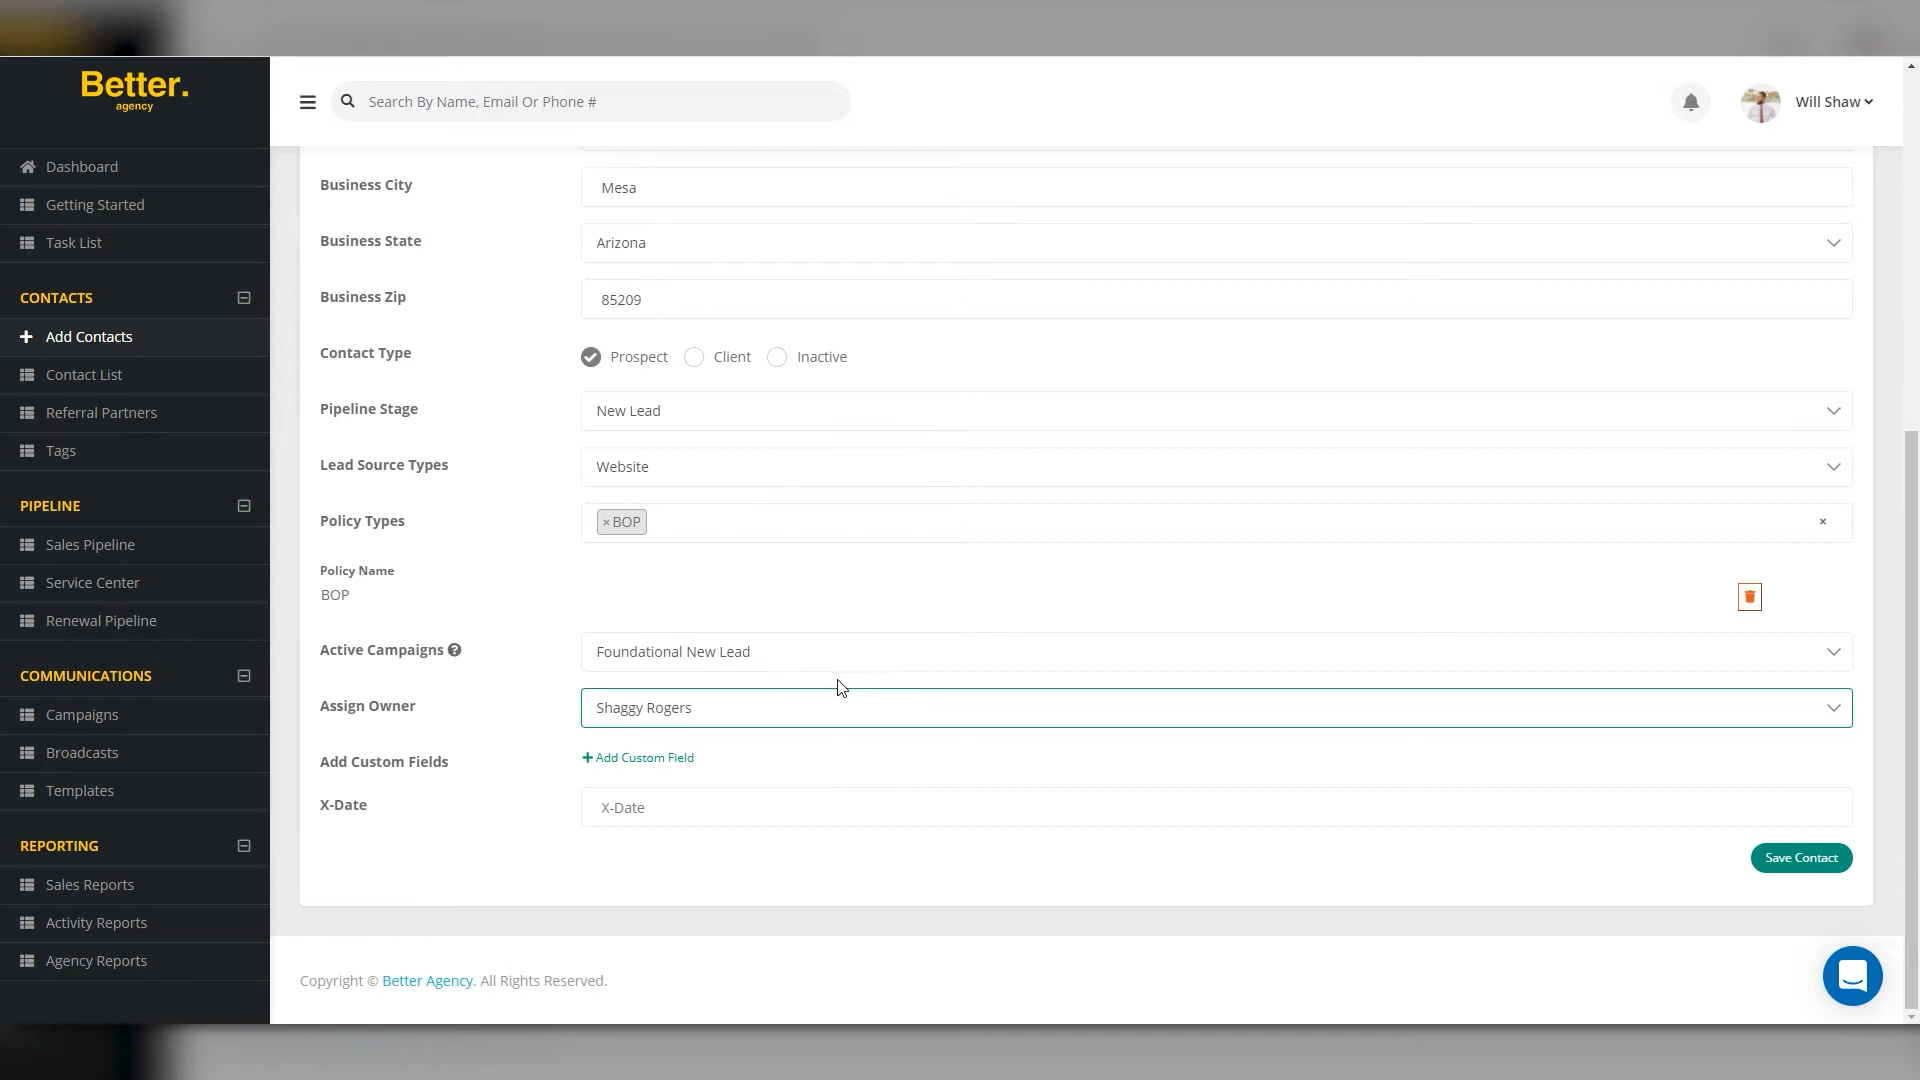 Better.
agency
Search By Name, Email Or Phone #
Will Shaw
Dashboard
Getting Started
Task List
CONTACTS
Add Contacts
Contact List
Referral Partners
Tags
PIPELINE
Sales Pipeline
Service Center
Renewal Pipeline
COMMUNICATIONS
Campaigns
Broadcasts
Templates
REPORTING
Sales Reports
Activity Reports
Agency Reports
Business City
Mesa
Business State
Arizona
Business Zip
85209
Contact Type
Prospect
Client
Inactive
Pipeline Stage
New Lead
Lead Source Types
Website
Policy Types
× BOP
×
Policy Name
BOP
Active Campaigns ?
Foundational New Lead
Assign Owner
Shaggy Rogers
Add Custom Fields
+ Add Custom Field
X-Date
X-Date
Save Contact
Copyright © Better Agency. All Rights Reserved.